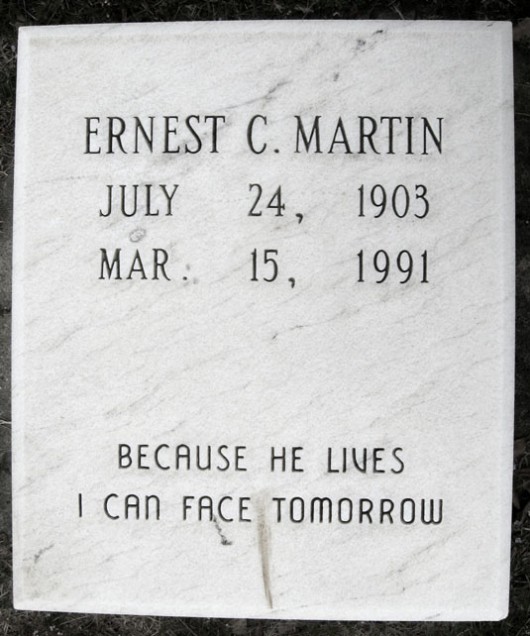 ERNEST C. MARTIN
JULY 24, 1903
MAR. 15, 1991
BECAUSE HE LIVES
I CAN FACE TOMORROW